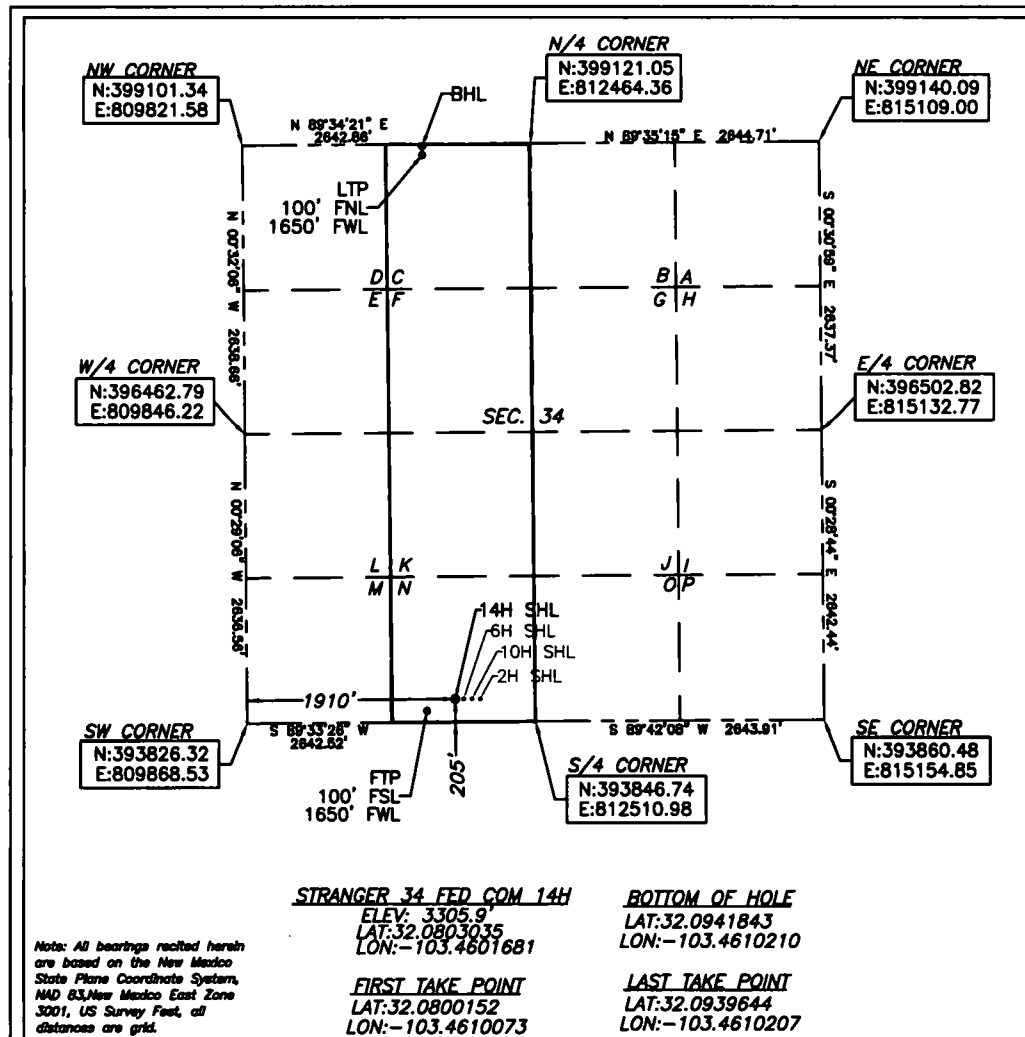 N/4 CORNER
N:399121.05
E:812464.36
NW CORNER
N:399101.34
E:809821.58
NE CORNER
N:399140.09
E:815109.00
BHL
N 89°34'21" E
2642.86'
N 89°35'15" E 2644.71'
LTP
100' FNL
1650' FWL
N 00°32'06" W 2638.66'
S 00°30'59" E 2637.37'
D C
E F
B A
G H
W/4 CORNER
N:396462.79
E:809846.22
E/4 CORNER
N:396502.82
E:815132.77
SEC. 34
N 00°29'06" W 2636.56'
S 00°28'44" E 2642.44'
L K
M N
J I
O P
14H SHL
6H SHL
10H SHL
2H SHL
1910'
205'
S 89°33'26" W
2642.52'
S 89°42'08" W 2643.91'
SW CORNER
N:393826.32
E:809868.53
FTP
100' FSL
1650' FWL
S/4 CORNER
N:393846.74
E:812510.98
SE CORNER
N:393860.48
E:815154.85
STRANGER 34 FED COM 14H
ELEV: 3305.9'
LAT:32.0803035
LON:-103.4601681
BOTTOM OF HOLE
LAT:32.0941843
LON:-103.4610210
FIRST TAKE POINT
LAT:32.0800152
LON:-103.4610073
LAST TAKE POINT
LAT:32.0939644
LON:-103.4610207
Note: All bearings recited herein
are based on the New Mexico
State Plane Coordinate System,
NAD 83,New Mexico East Zone
3001, US Survey Feet, all
distances are grid.